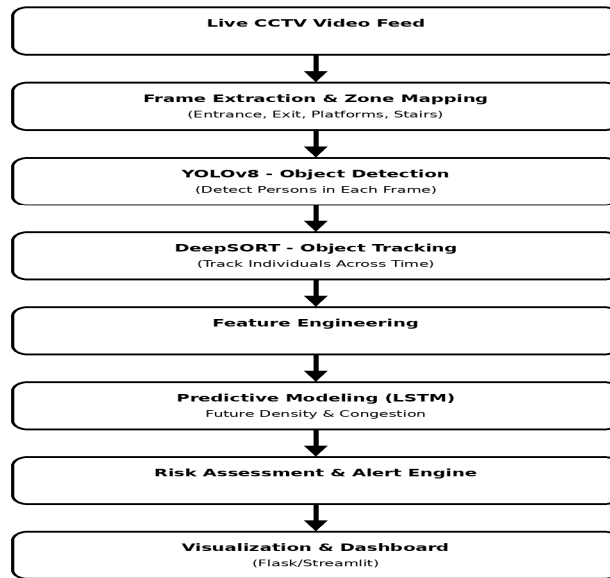 Live CCTV Video Feed
Frame Extraction & Zone Mapping
(Entrance, Exit, Platforms, Stairs)
YOLOv8 - Object Detection
(Detect Persons in Each Frame)
DeepSORT - Object Tracking
(Track Individuals Across Time)
Feature Engineering
Predictive Modeling (LSTM)
Future Density & Congestion
Risk Assessment & Alert Engine
Visualization & Dashboard
(Flask/Streamlit)